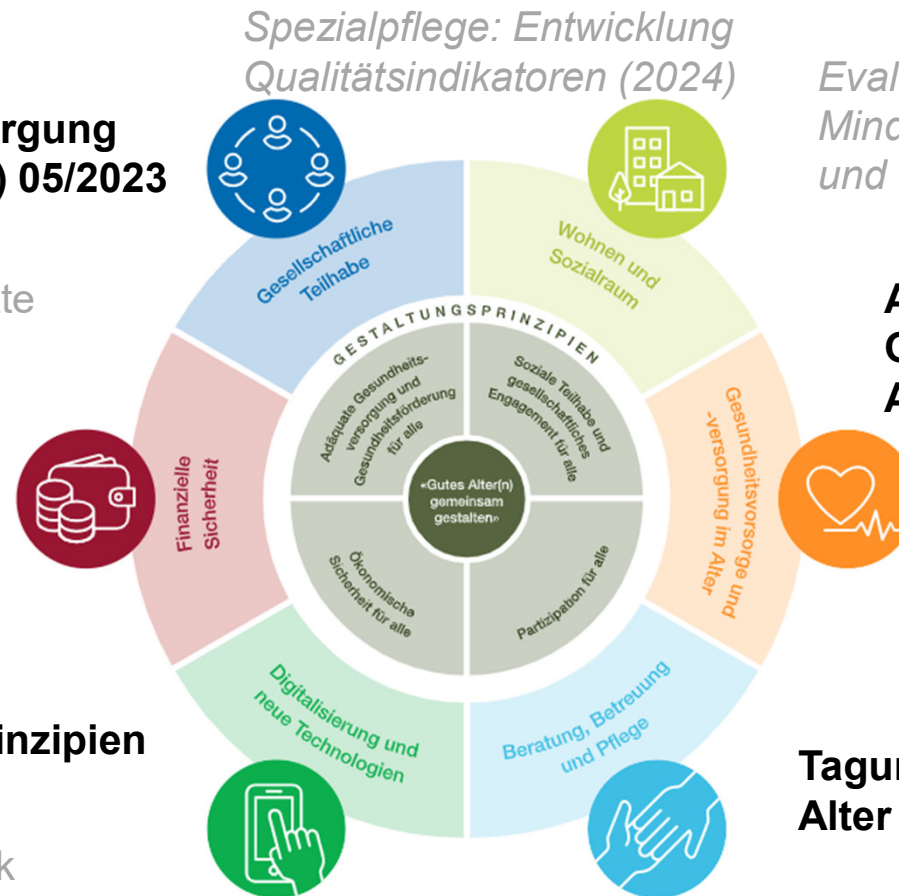 Spezialpflege: Entwicklung
Qualitätsindikatoren (2024)
Eval
Mind
und
rgung
) 05/2023
te
A
G
A
Gesellschaftliche
Teilhabe
Wohnen und
Sozialraum
GESTALTUNGSPRINZIPIEN
Adäquate Gesundheits-
versorgung und
Gesundheitsförderung
für alle
Soziale Teilhabe und
gesellschaftliches
Engagement für alle
Finanzielle
Sicherheit
«Gutes Alter(n)
gemeinsam
gestalten»
Gesundheitsvorsorge und
-versorgung im Alter
Ökonomische
Sicherheit für alle
Partizipation für alle
Digitalisierung und
neue Technologien
Beratung, Betreuung
und Pflege
inzipien
Tagun
Alter
k